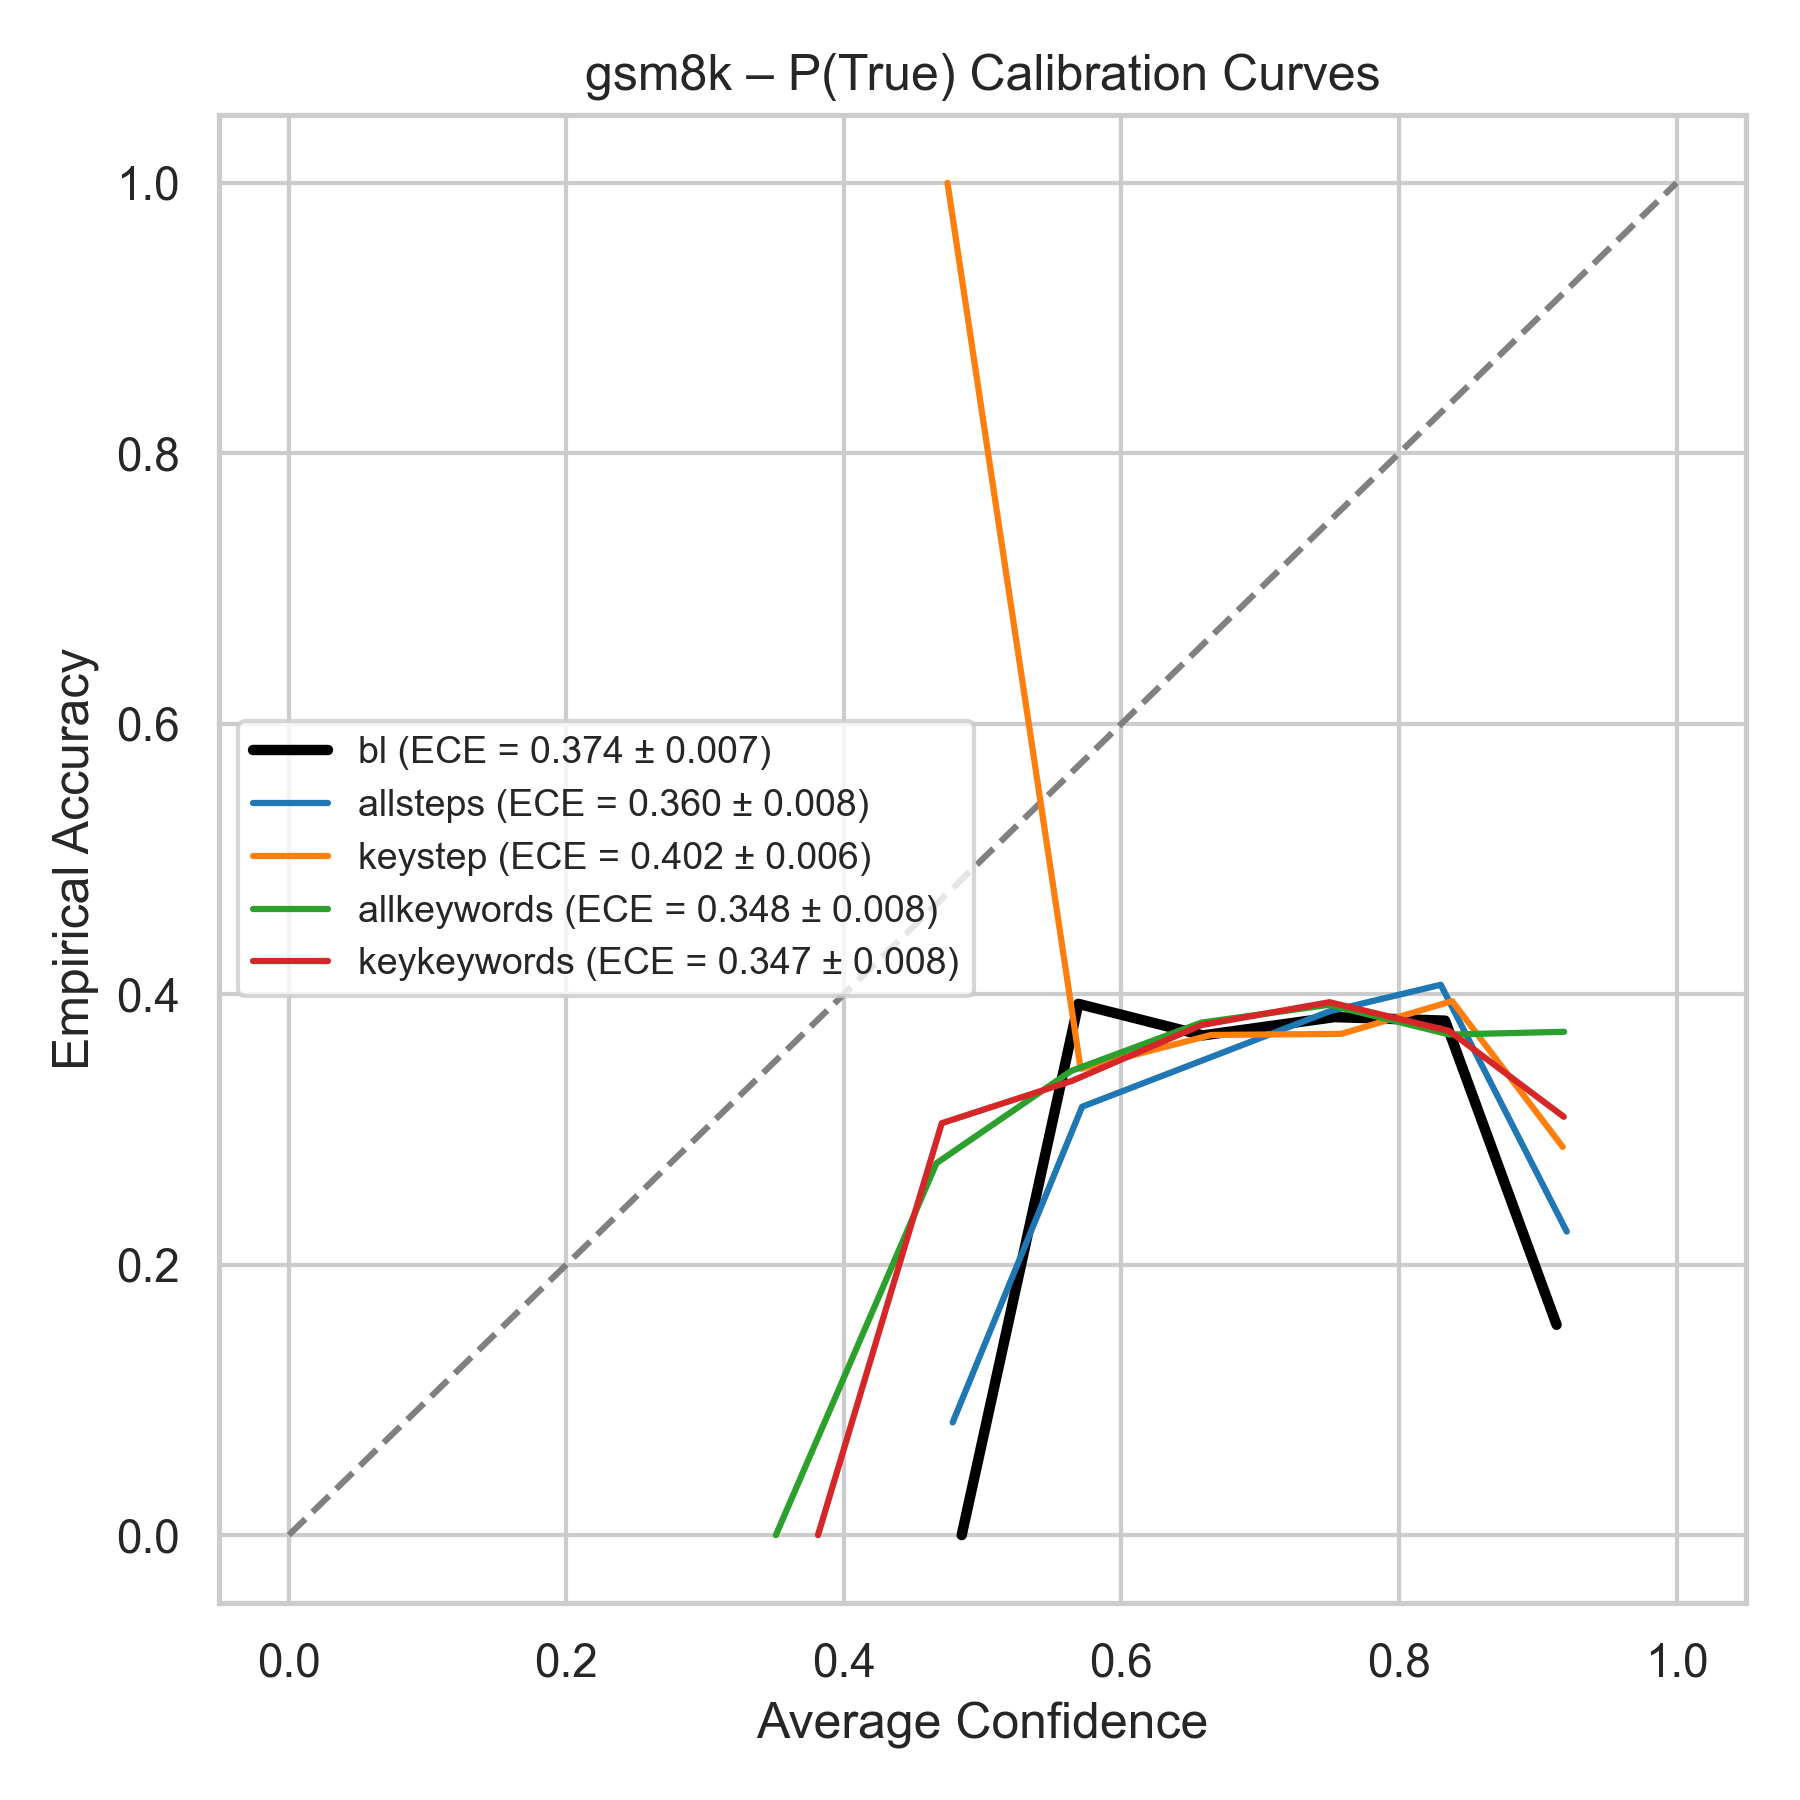 gsm8k – P(True) Calibration Curves
Empirical Accuracy
1.0
0.8
0.6
0.4
0.2
0.0
bl (ECE = 0.374 ± 0.007)
allsteps (ECE = 0.360 ± 0.008)
keystep (ECE = 0.402 ± 0.006)
allkeywords (ECE = 0.348 ± 0.008)
keykeywords (ECE = 0.347 ± 0.008)
0.0 0.2 0.4 0.6 0.8 1.0
Average Confidence